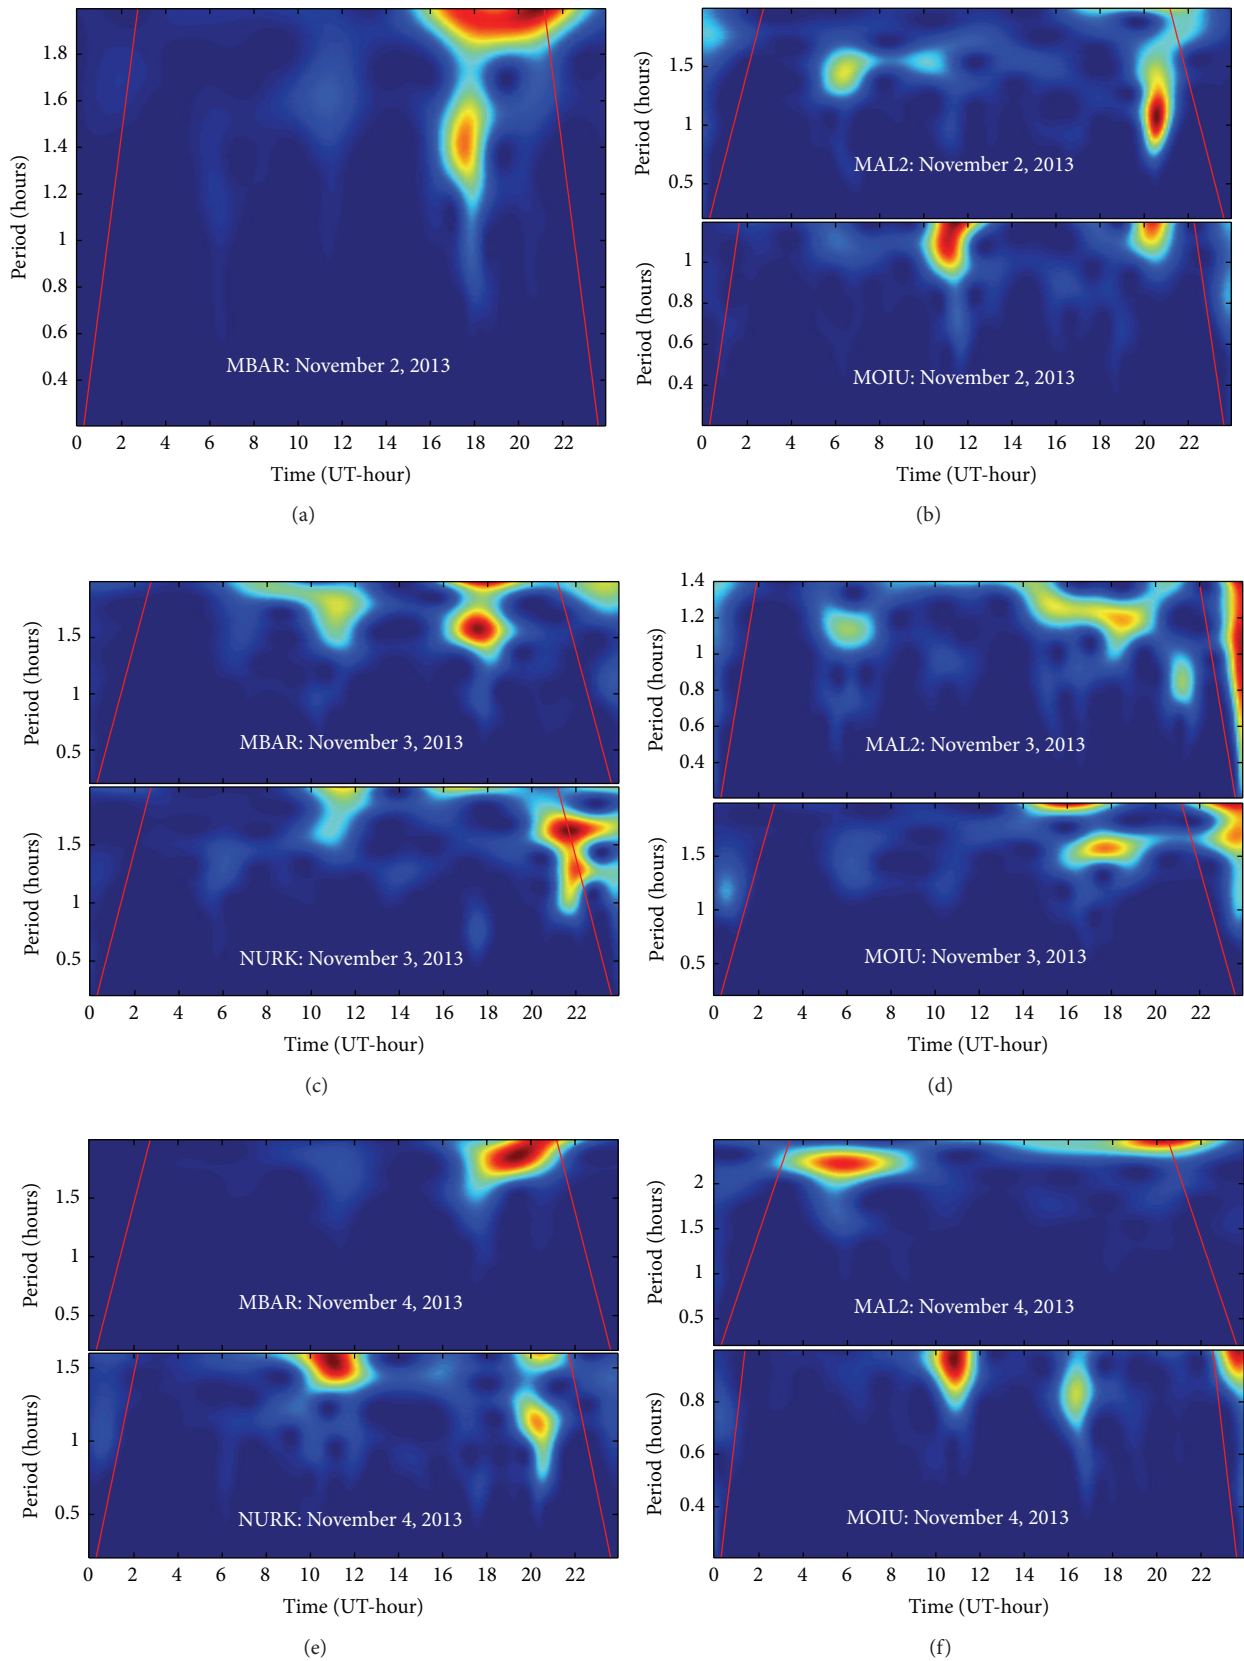 1.8
1.6
1.4
1.2
1
0.8
0.6
0.4
Period (hours)
MBAR: November 2, 2013
0 2 4 6 8 10 12 14 16 18 20 22
Time (UT-hour)
(a)
1.5
1
0.5
Period (hours)
MAL2: November 2, 2013
1
0.8
0.6
0.4
Period (hours)
MOIU: November 2, 2013
0 2 4 6 8 10 12 14 16 18 20 22
Time (UT-hour)
(b)
1.5
1
0.5
Period (hours)
MBAR: November 3, 2013
1.5
1
0.5
Period (hours)
NURK: November 3, 2013
0 2 4 6 8 10 12 14 16 18 20 22
Time (UT-hour)
(c)
1.4
1.2
1
0.8
0.6
0.4
Period (hours)
MAL2: November 3, 2013
1.5
1
0.5
Period (hours)
MOIU: November 3, 2013
0 2 4 6 8 10 12 14 16 18 20 22
Time (UT-hour)
(d)
1.5
1
0.5
Period (hours)
MBAR: November 4, 2013
1.5
1
0.5
Period (hours)
NURK: November 4, 2013
0 2 4 6 8 10 12 14 16 18 20 22
Time (UT-hour)
(e)
2
1.5
1
0.5
Period (hours)
MAL2: November 4, 2013
0.8
0.6
0.4
Period (hours)
MOIU: November 4, 2013
0 2 4 6 8 10 12 14 16 18 20 22
Time (UT-hour)
(f)